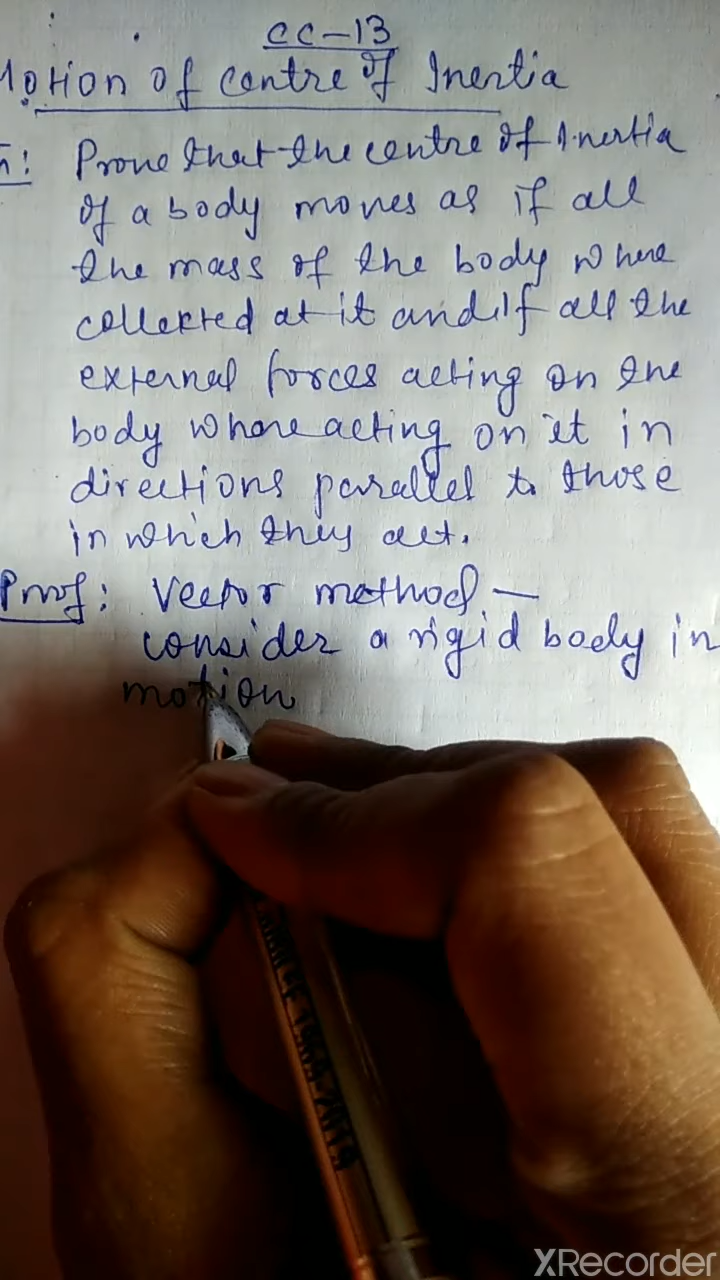 CC-13
Motion of centre of Inertia
Prove that the centre of Inertia
of a body moves as if all
the mass of the body where
collected at it and if all the
external forces acting on the
body where acting on it in
directions parallel to those
in which they act.
Proof: Vector method —
consider a rigid body in
motion
1969-2019
XRecorder